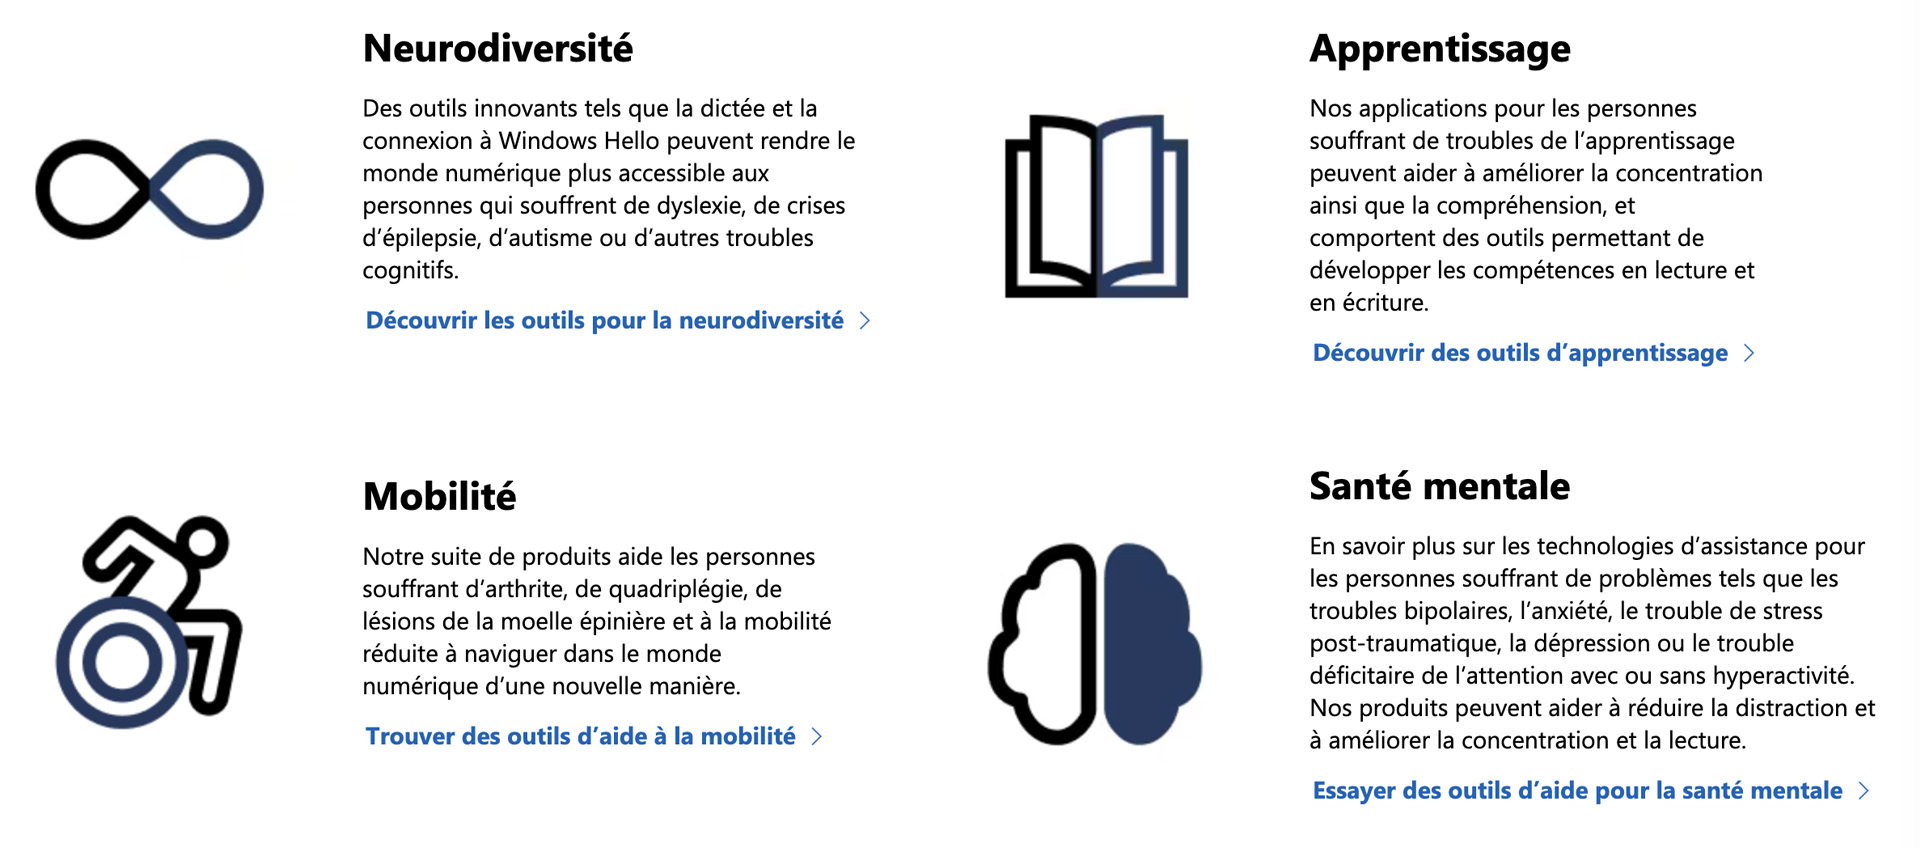 Neurodiversité
Des outils innovants tels que la dictée et la
connexion à Windows Hello peuvent rendre le
monde numérique plus accessible aux
personnes qui souffrent de dyslexie, de crises
d’épilepsie, d’autisme ou d’autres troubles
cognitifs.
Découvrir les outils pour la neurodiversité
Apprentissage
Nos applications pour les personnes
souffrant de troubles de l’apprentissage
peuvent aider à améliorer la concentration
ainsi que la compréhension, et
comportent des outils permettant de
développer les compétences en lecture et
en écriture.
Découvrir des outils d’apprentissage
Mobilité
Notre suite de produits aide les personnes
souffrant d’arthrite, de quadriplégie, de
lésions de la moelle épinière et à la mobilité
réduite à naviguer dans le monde
numérique d’une nouvelle manière.
Trouver des outils d’aide à la mobilité
Santé mentale
En savoir plus sur les technologies d’assistance pour
les personnes souffrant de problèmes tels que les
troubles bipolaires, l’anxiété, le trouble de stress
post-traumatique, la dépression ou le trouble
déficitaire de l’attention avec ou sans hyperactivité.
Nos produits peuvent aider à réduire la distraction et
à améliorer la concentration et la lecture.
Essayer des outils d’aide pour la santé mentale